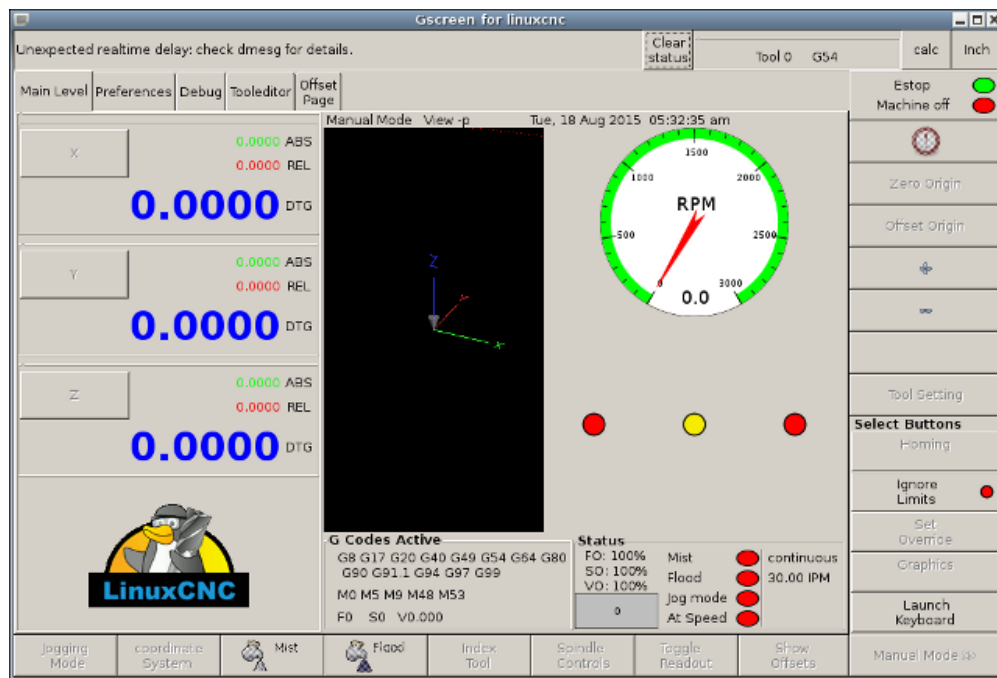 Gscreen for linuxcnc
Unexpected realtime delay: check dmesg for details.
Clear
status
Tool 0 G54
calc
Inch
Main Level
Preferences
Debug
Tooleditor
Offset
Page
Estop
Machine off
Manual Mode View -p Tue, 18 Aug 2015 05:32:35 am
X
0.0000 ABS
0.0000 REL
0.0000 DTG
Y
0.0000 ABS
0.0000 REL
0.0000 DTG
Z
0.0000 ABS
0.0000 REL
0.0000 DTG
LinuxCNC
Z
Y
X
RPM
0
500
1000
1500
2000
2500
3000
0.0
G Codes Active
G8 G17 G20 G40 G49 G54 G64 G80
G90 G91.1 G94 G97 G99
M0 M5 M9 M48 M53
F0 S0 V0.000
Status
FO: 100%
SO: 100%
VO: 100%
0
Mist
Flood
Jog mode
At Speed
continuous
30.00 IPM
Zero Origin
Offset Origin
Tool Setting
Select Buttons
Homing
Ignore
Limits
Set
Override
Graphics
Launch
Keyboard
Jogging
Mode
coordinate
System
Mist
Flood
Index
Tool
Spindle
Controls
Toggle
Readout
Show
Offsets
Manual Mode